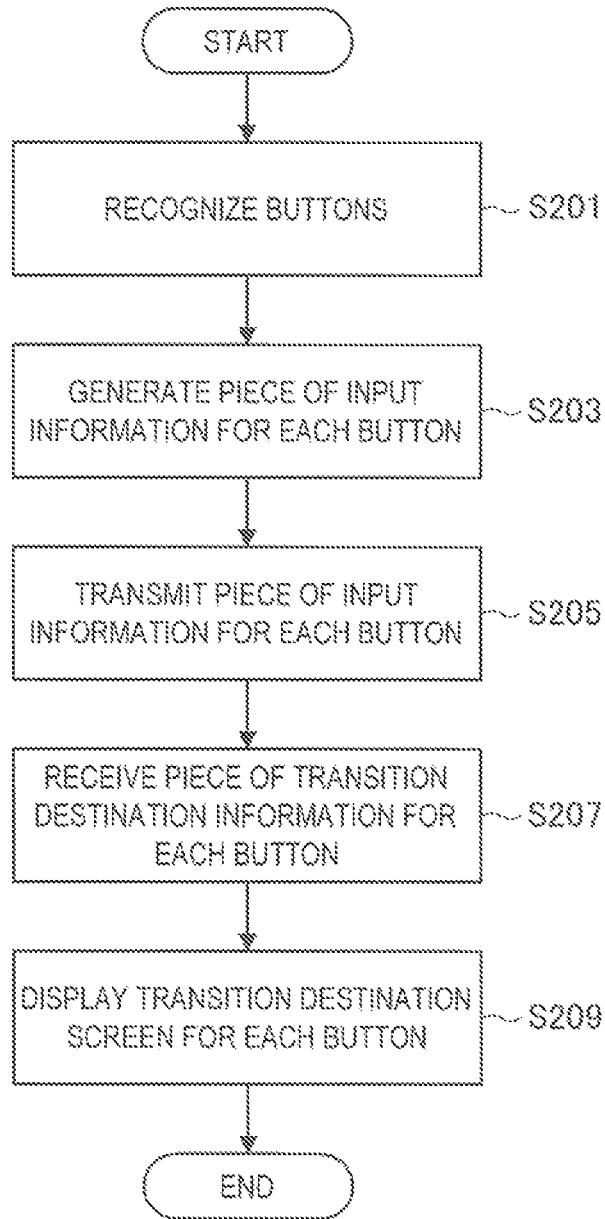 START
RECOGNIZE BUTTONS
S201
GENERATE PIECE OF INPUT
INFORMATION FOR EACH BUTTON
S203
TRANSMIT PIECE OF INPUT
INFORMATION FOR EACH BUTTON
S205
RECEIVE PIECE OF TRANSITION
DESTINATION INFORMATION FOR
EACH BUTTON
S207
DISPLAY TRANSITION DESTINATION
SCREEN FOR EACH BUTTON
S209
END